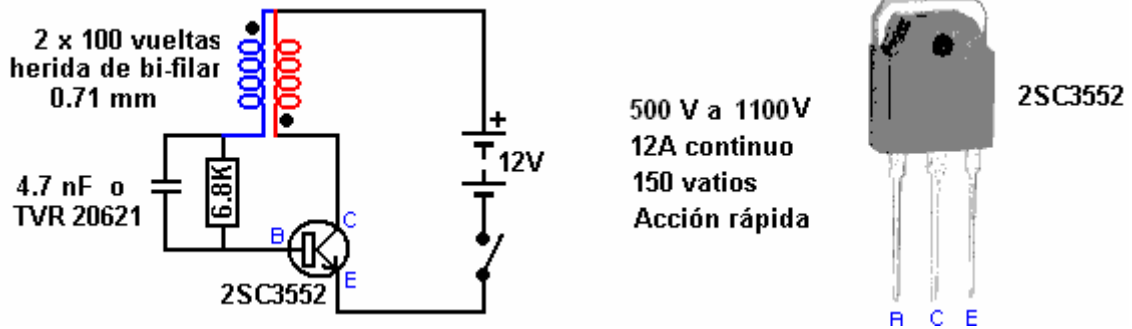 2 x 100 vueltas
herida de bi-filar
0.71 mm
4.7 nF o
TVR 20621
6.8K
B
C
E
2SC3552
+
12V
500 V a 1100V
12A continuo
150 vatios
Acción rápida
2SC3552
B C E